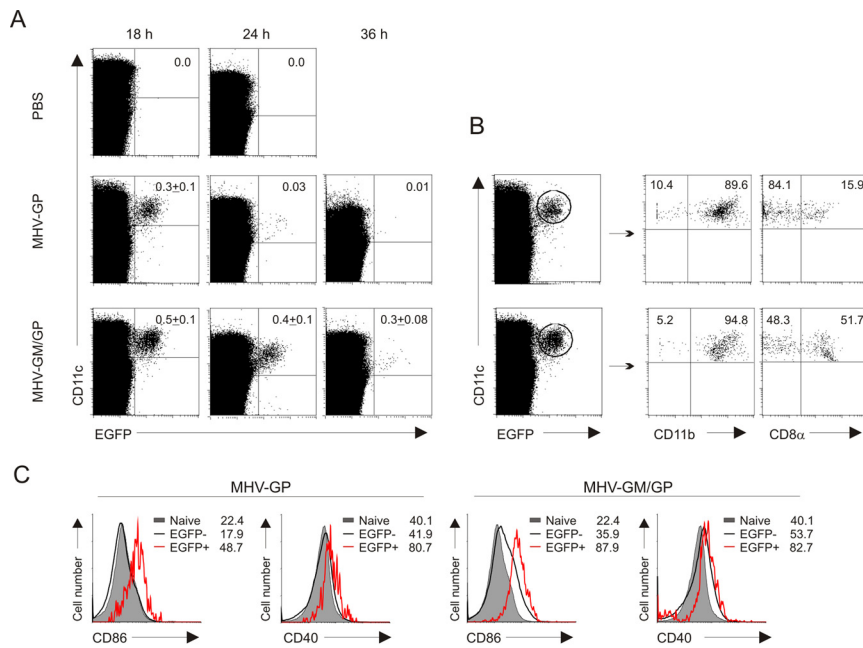 A
18 h 24 h 36 h
PBS
0.0 0.0
MHV-GP
0.3±0.1 0.03 0.01
MHV-GM/GP
0.5±0.1 0.4±0.1 0.3±0.08
CD11c
EGFP
B
10.4 89.6 84.1 15.9
5.2 94.8 48.3 51.7
CD11c
EGFP CD11b CD8α
C
MHV-GP MHV-GM/GP
Cell number
Naive 22.4
EGFP- 17.9
EGFP+ 48.7
CD86
Cell number
Naive 40.1
EGFP- 41.9
EGFP+ 80.7
CD40
Cell number
Naive 22.4
EGFP- 35.9
EGFP+ 87.9
CD86
Cell number
Naive 40.1
EGFP- 53.7
EGFP+ 82.7
CD40